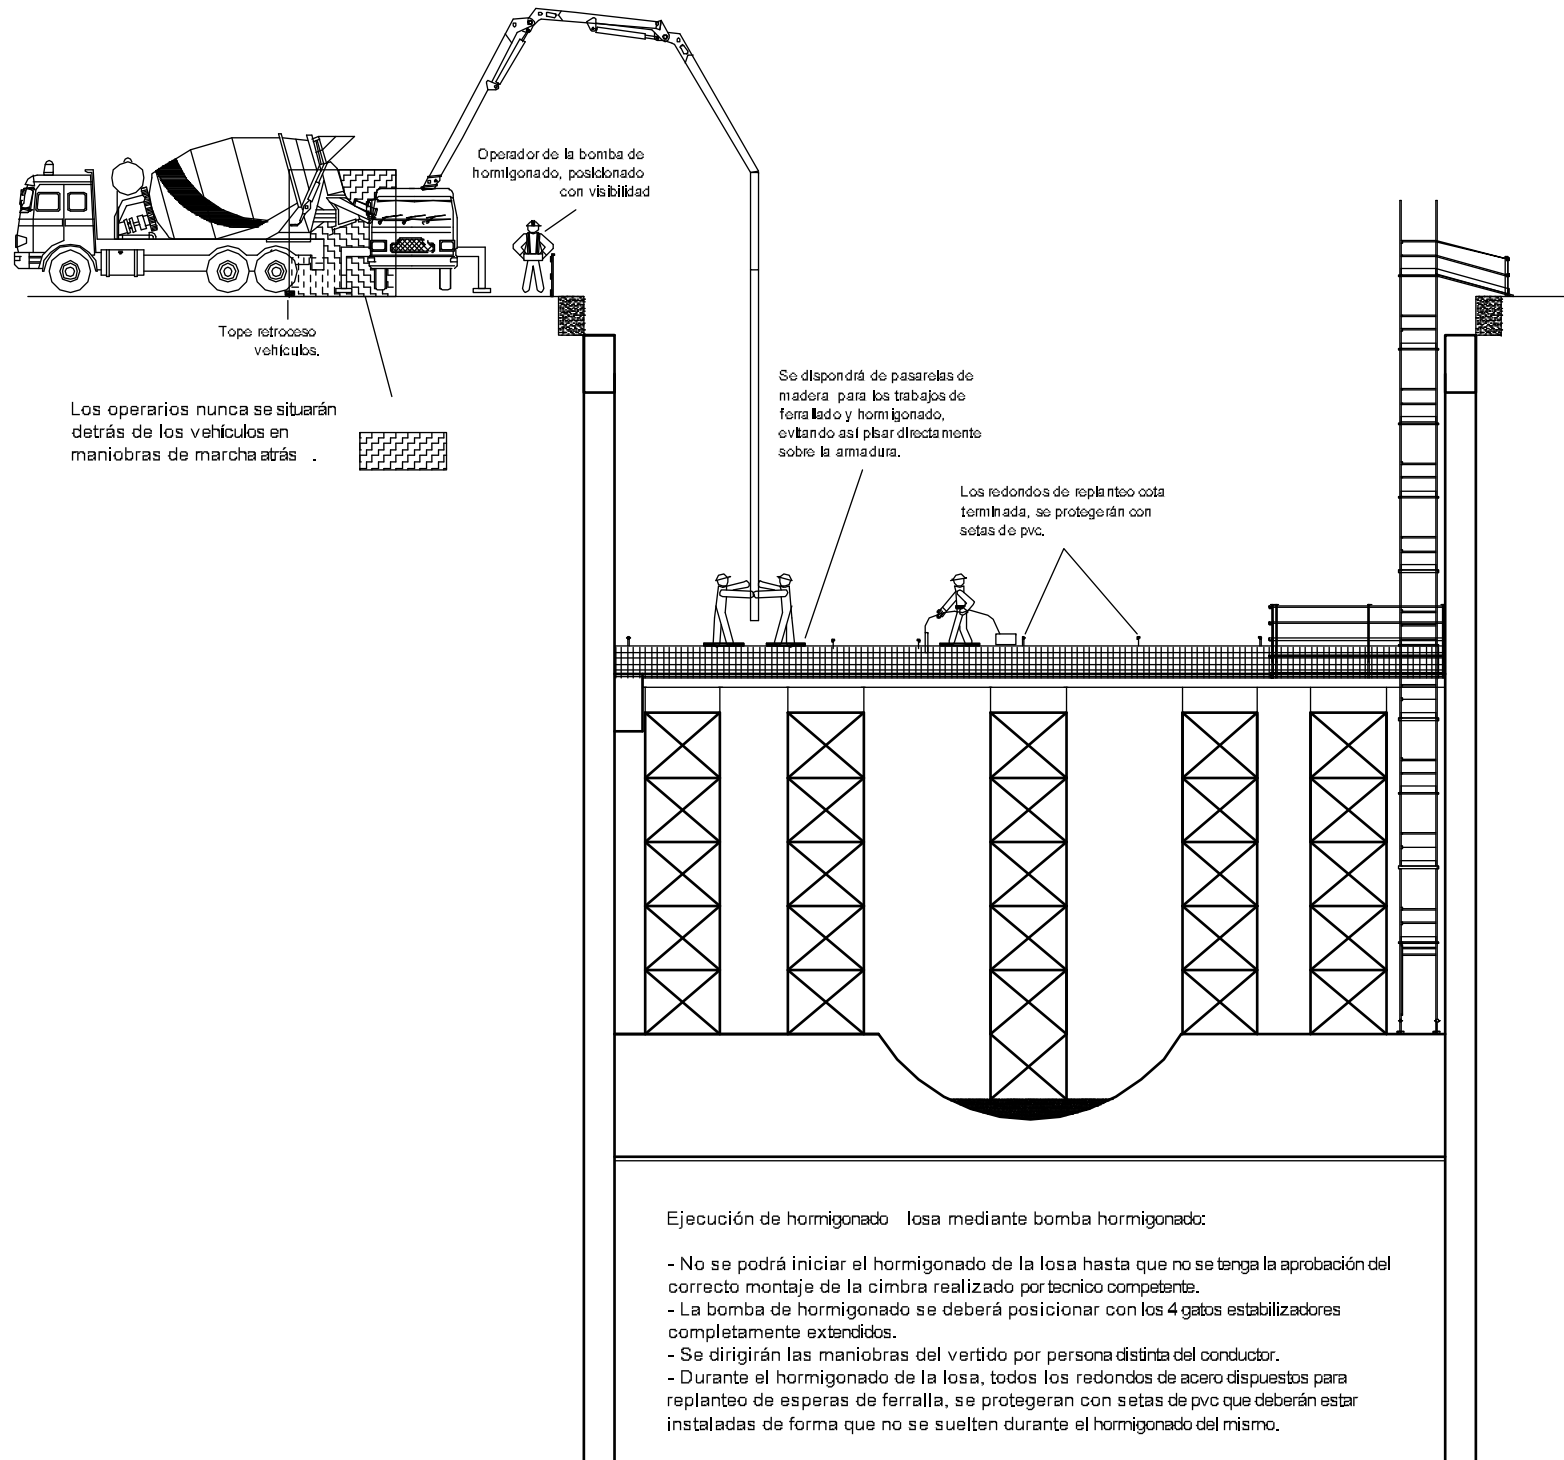 Operador de la bomba de
hormigonado, posicionado
con visibilidad
Tope retroceso
vehículos.
Los operarios nunca se situarán
detrás de los vehículos en
maniobras de marcha atrás .
Se dispondrá de pasarelas de
madera para los trabajos de
ferrallado y hormigonado,
evitando así pisar directamente
sobre la armadura.
Los redondos de replanteo cota
terminada, se protegerán con
setas de pvc.
Ejecución de hormigonado losa mediante bomba hormigonado:
- No se podrá iniciar el hormigonado de la losa hasta que no se tenga la aprobación del
correcto montaje de la cimbra realizado por tecnico competente.
- La bomba de hormigonado se deberá posicionar con los 4 gatos estabilizadores
completamente extendidos.
- Se dirigirán las maniobras del vertido por persona distinta del conductor.
- Durante el hormigonado de la losa, todos los redondos de acero dispuestos para
replanteo de esperas de ferralla, se protegeran con setas de pvc que deberán estar
instaladas de forma que no se suelten durante el hormigonado del mismo.